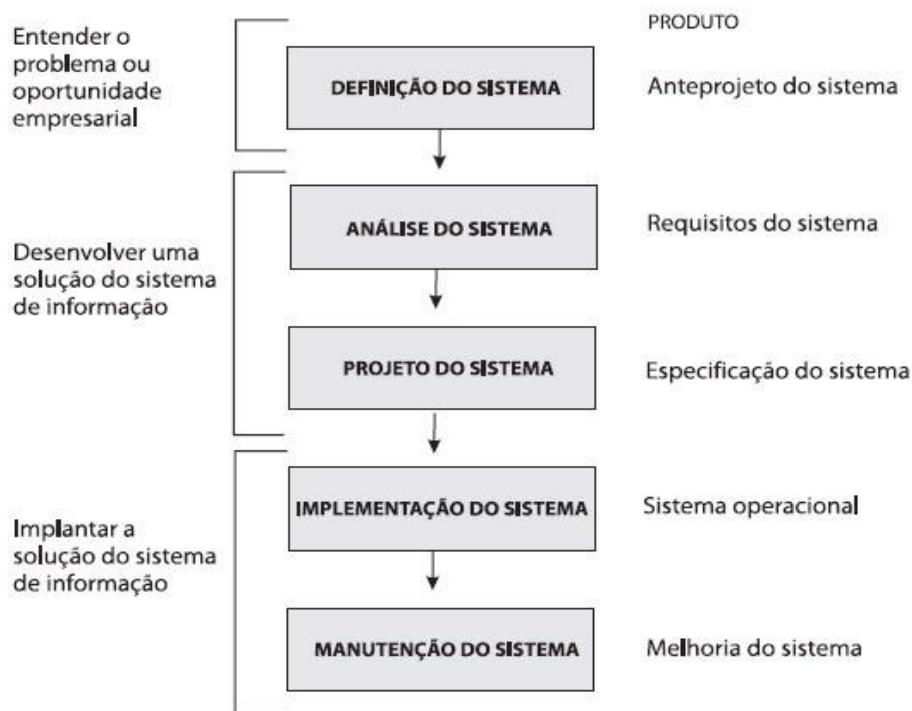 PRODUTO
Entender o
problema ou
oportunidade
empresarial
DEFINIÇÃO DO SISTEMA
Anteprojeto do sistema
Desenvolver uma
solução do sistema
de informação
ANÁLISE DO SISTEMA
Requisitos do sistema
PROJETO DO SISTEMA
Especificação do sistema
Implantar a
solução do sistema
de informação
IMPLEMENTAÇÃO DO SISTEMA
Sistema operacional
MANUTENÇÃO DO SISTEMA
Melhoria do sistema